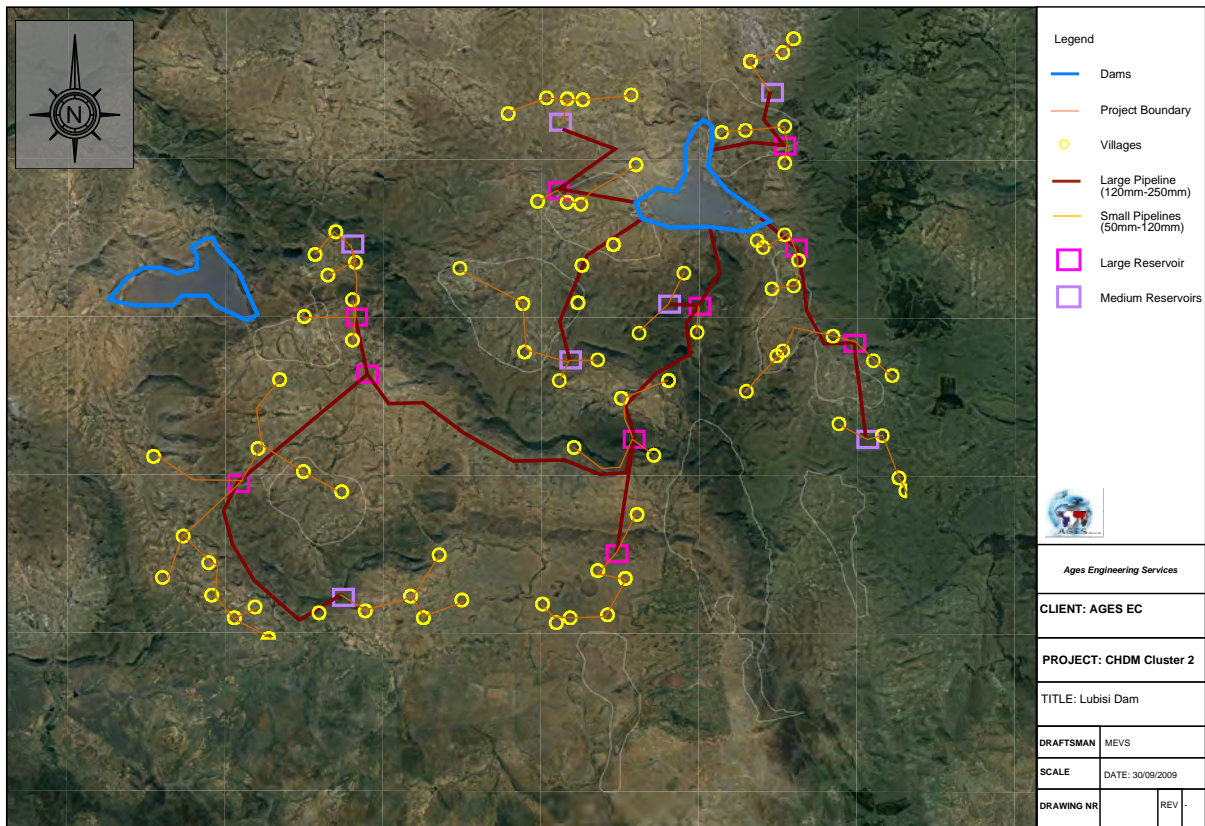 N
Legend
Dams
Project Boundary
Villages
Large Pipeline
(120mm-250mm)
Small Pipelines
(50mm-120mm)
Large Reservoir
Medium Reservoirs
Ages Engineering Services
CLIENT: AGES EC
PROJECT: CHDM Cluster 2
TITLE: Lubisi Dam
DRAFTSMAN MEVS
SCALE DATE: 30/09/2009
DRAWING NR REV -